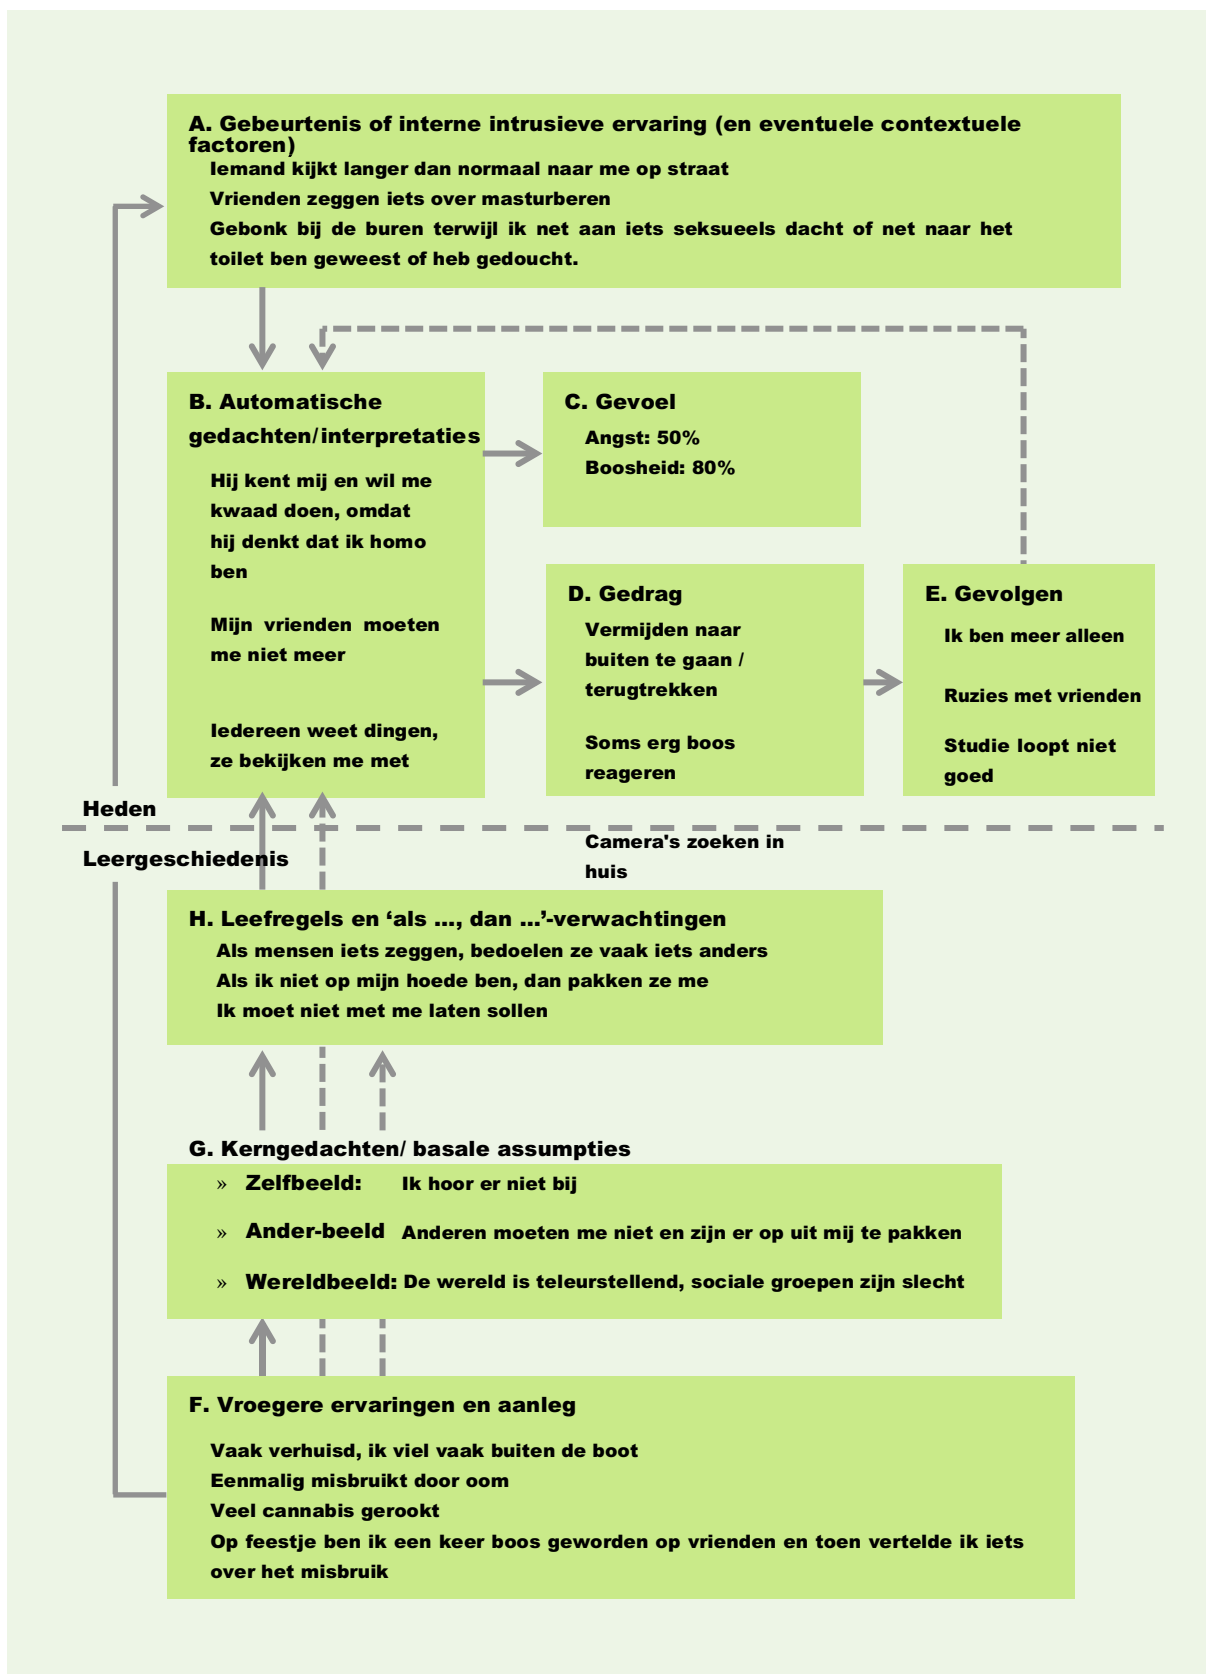 A. Gebeurtenis of interne intrusieve ervaring (en eventuele contextuele
factoren)
Iemand kijkt langer dan normaal naar me op straat
Vrienden zeggen iets over masturberen
Gebonk bij de buren terwijl ik net aan iets seksueels dacht of net naar het
toilet ben geweest of heb gedoucht.
B. Automatische
gedachten/interpretaties
Hij kent mij en wil me
kwaad doen, omdat
hij denkt dat ik homo
ben
Mijn vrienden moeten
me niet meer
Iedereen weet dingen,
ze bekijken me met
C. Gevoel
Angst: 50%
Boosheid: 80%
D. Gedrag
Vermijden naar
buiten te gaan /
terugtrekken
Soms erg boos
reageren
Camera's zoeken in
huis
E. Gevolgen
Ik ben meer alleen
Ruzies met vrienden
Studie loopt niet
goed
Heden
Leergeschiedenis
H. Leefregels en ‘als ..., dan ...’-verwachtingen
Als mensen iets zeggen, bedoelen ze vaak iets anders
Als ik niet op mijn hoede ben, dan pakken ze me
Ik moet niet met me laten sollen
G. Kerngedachten/ basale assumpties
» Zelfbeeld: Ik hoor er niet bij
» Ander-beeld Anderen moeten me niet en zijn er op uit mij te pakken
» Wereldbeeld: De wereld is teleurstellend, sociale groepen zijn slecht
F. Vroegere ervaringen en aanleg
Vaak verhuisd, ik viel vaak buiten de boot
Eenmalig misbruikt door oom
Veel cannabis gerookt
Op feestje ben ik een keer boos geworden op vrienden en toen vertelde ik iets
over het misbruik